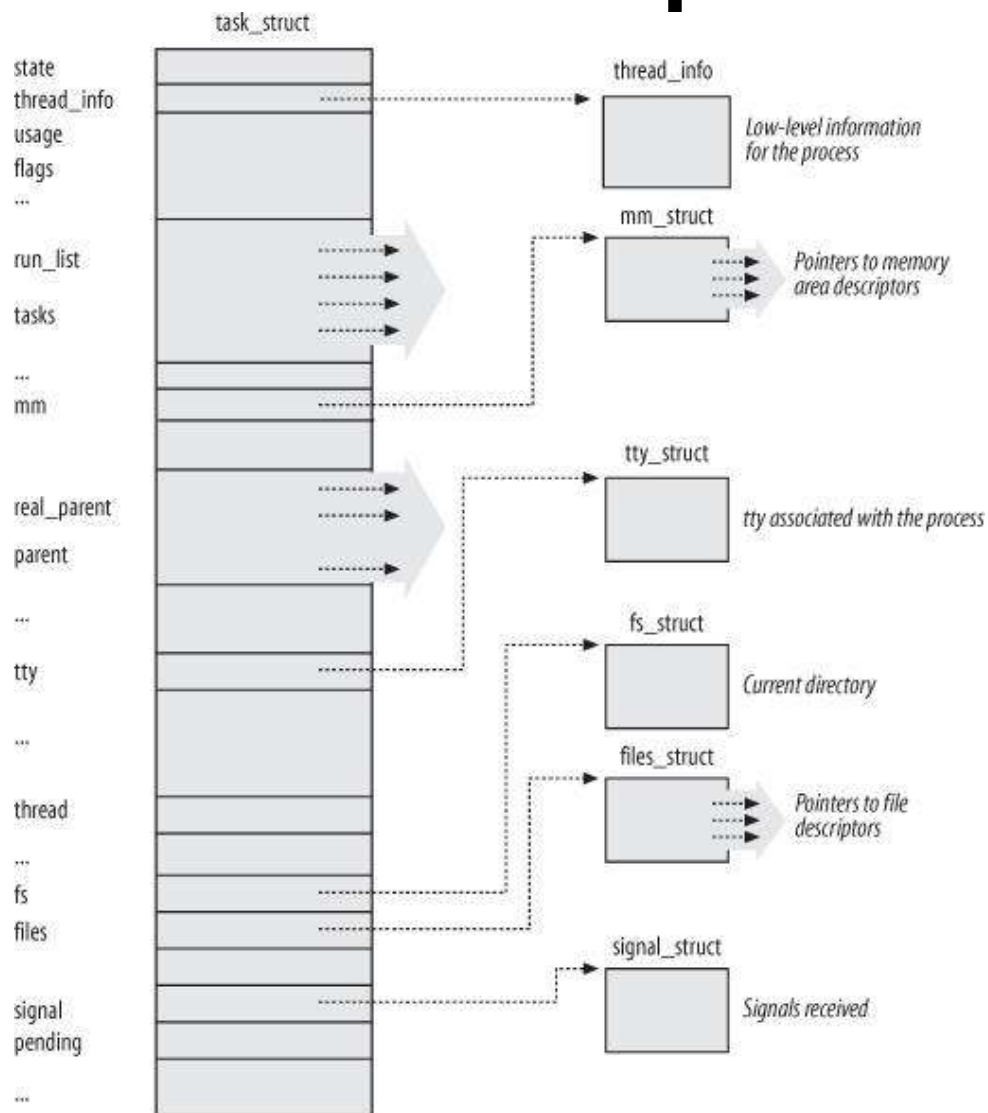 task_struct
state
thread_info
usage
flags
...
run_list
tasks
...
mm
real_parent
parent
...
tty
...
thread
...
fs
files
signal
pending
...
thread_info
Low-level information
for the process
mm_struct
Pointers to memory
area descriptors
tty_struct
tty associated with the process
fs_struct
Current directory
files_struct
Pointers to file
descriptors
signal_struct
Signals received